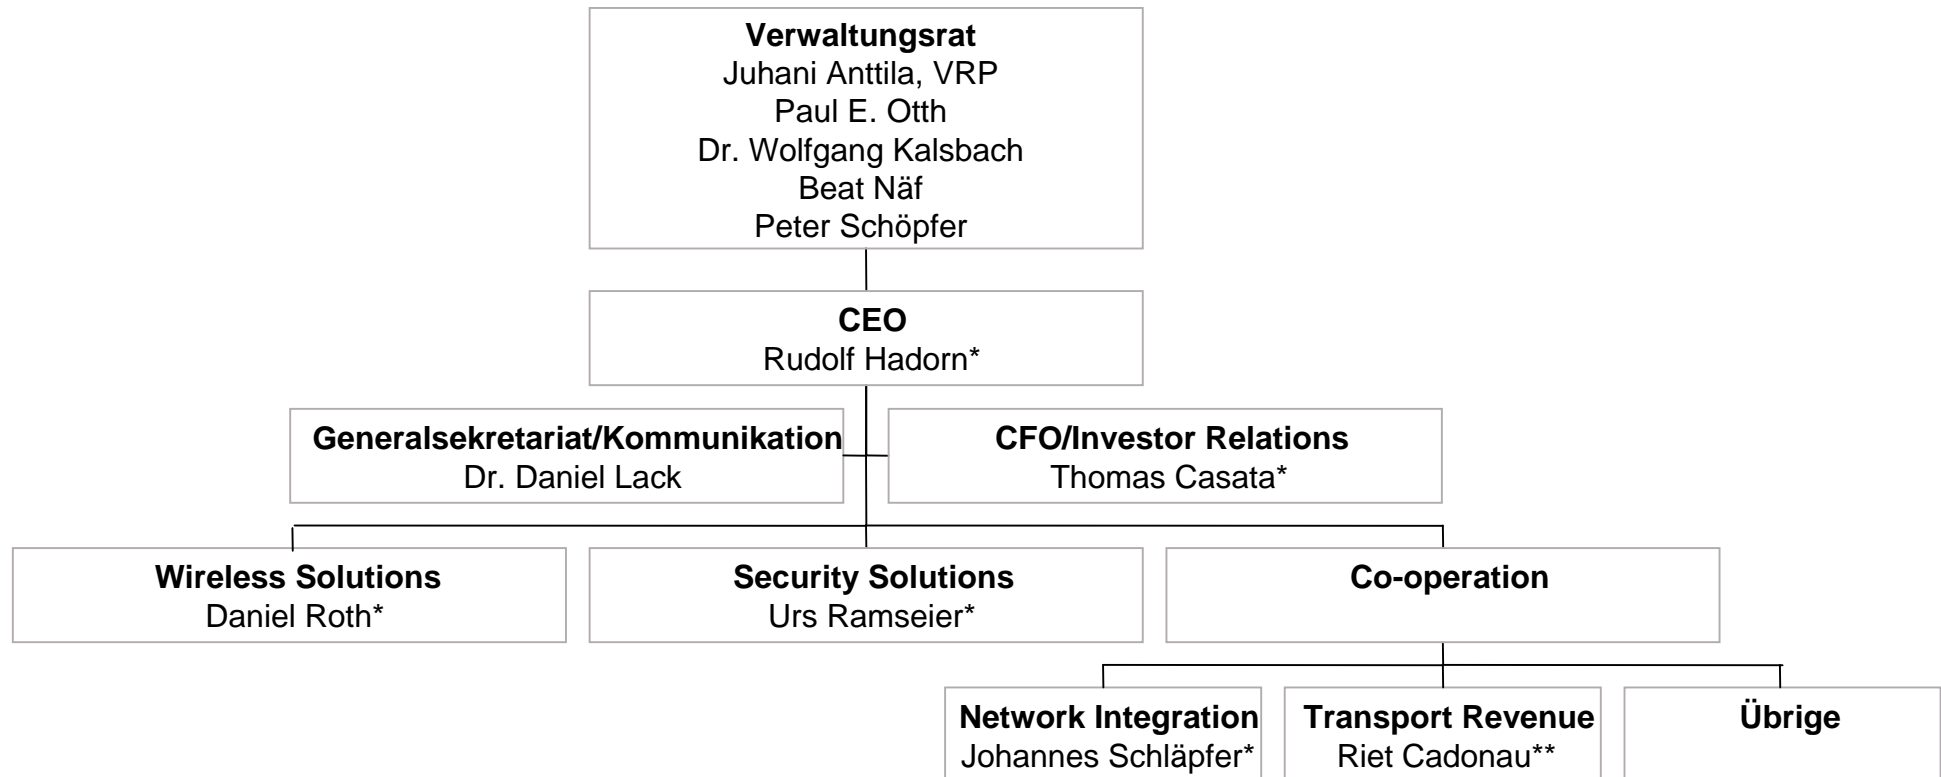 Verwaltungsrat
Juhani Anttila, VRP
Paul E. Otth
Dr. Wolfgang Kalsbach
Beat Näf
Peter Schöpfer
CEO
Rudolf Hadorn*
Generalsekretariat/Kommunikation
Dr. Daniel Lack
CFO/Investor Relations
Thomas Casata*
Wireless Solutions
Daniel Roth*
Security Solutions
Urs Ramseier*
Co-operation
Network Integration
Johannes Schläpfer*
Transport Revenue
Riet Cadonau**
Übrige